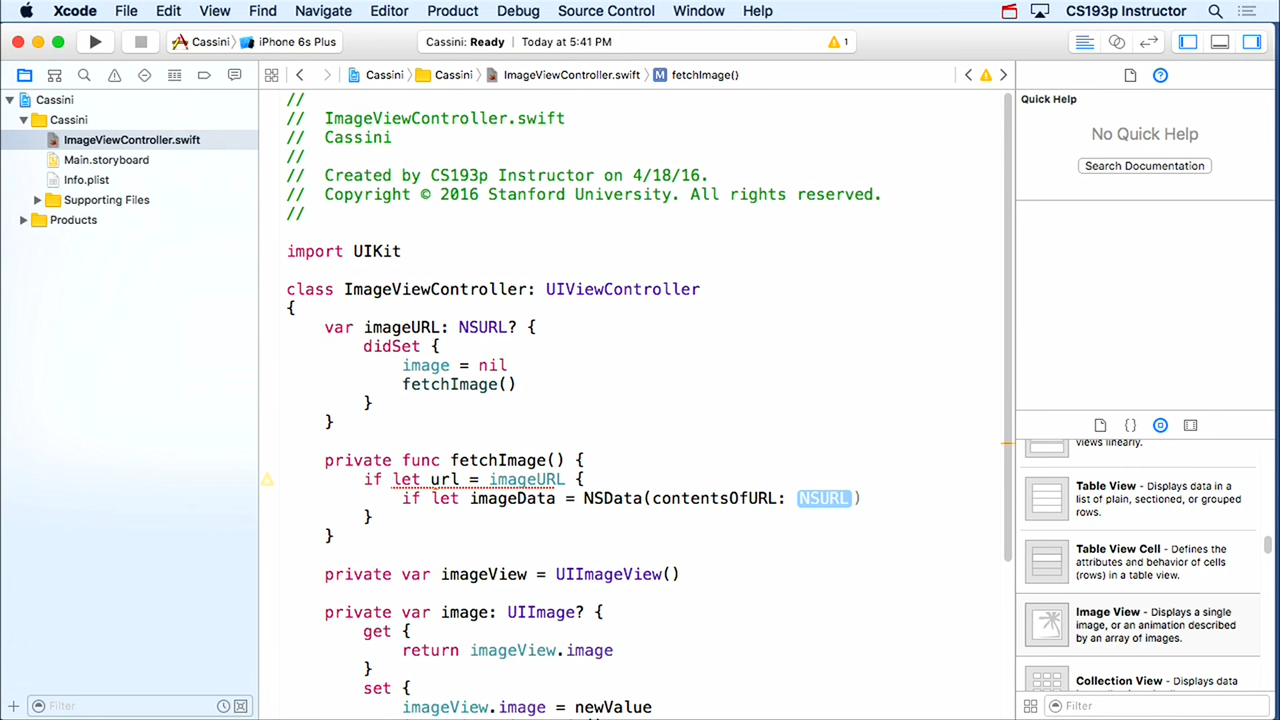 Xcode File Edit View Find Navigate Editor Product Debug Source Control Window Help CS193p Instructor
Cassini iPhone 6s Plus Cassini: Ready Today at 5:41 PM 1
Cassini Cassini ImageViewController.swift M fetchImage()
Cassini
Cassini
ImageViewController.swift
Main.storyboard
Info.plist
Supporting Files
Products
Filter
//
// ImageViewController.swift
// Cassini
//
// Created by CS193p Instructor on 4/18/16.
// Copyright © 2016 Stanford University. All rights reserved.
//
import UIKit
class ImageViewController: UIViewController
{
var imageURL: NSURL? {
didSet {
image = nil
fetchImage()
}
}
private func fetchImage() {
if let url = imageURL {
if let imageData = NSData(contentsOfURL: NSURL)
}
}
private var imageView = UIImageView()
private var image: UIImage? {
get {
return imageView.image
}
set {
imageView.image = newValue
Quick Help
No Quick Help
Search Documentation
views linearly.
Table View - Displays data in a
list of plain, sectioned, or grouped
rows.
Table View Cell - Defines the
attributes and behavior of cells
(rows) in a table view.
Image View - Displays a single
image, or an animation described
by an array of images.
Collection View - Displays data
Filter